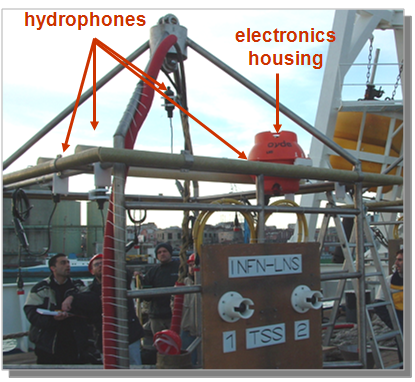 hydrophones
electronics
housing
INFN-LNS
1 TSS 2